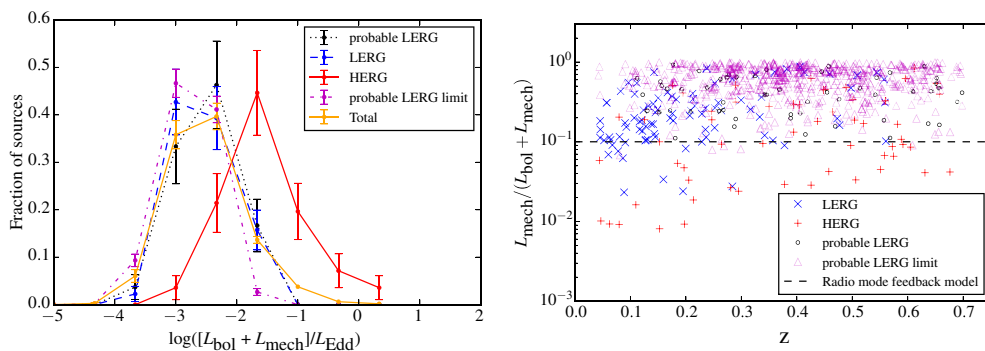 0.6
0.5
0.4
0.3
0.2
0.1
0.0
Fraction of sources
−5
−4
−3
−2
−1
0
1
2
log([L_bol + L_mech]/L_Edd)
probable LERG
LERG
HERG
probable LERG limit
Total
10^0
10^−1
10^−2
10^−3
L_mech/(L_bol + L_mech)
0.0
0.1
0.2
0.3
0.4
0.5
0.6
0.7
0.8
z
LERG
HERG
probable LERG
probable LERG limit
Radio mode feedback model